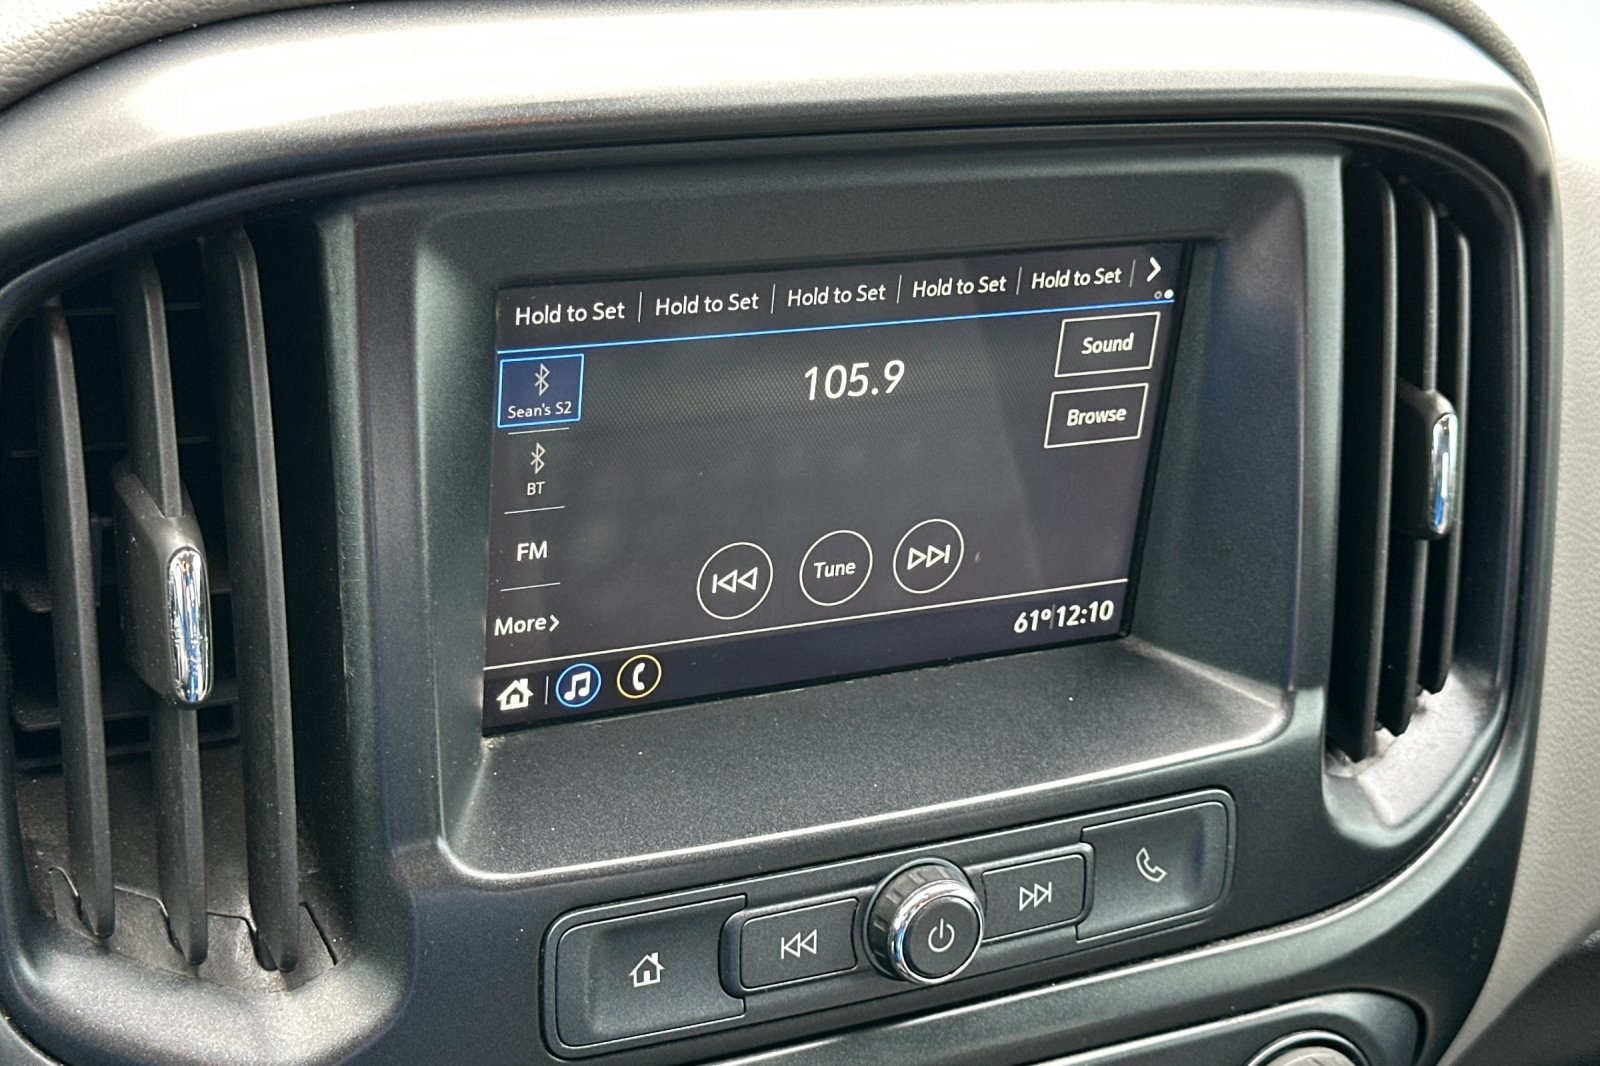 Hold to Set | Hold to Set | Hold to Set | Hold to Set | Hold to Set
Sean's S2
105.9
Sound
Browse
BT
FM
Tune
More
61° 12:10